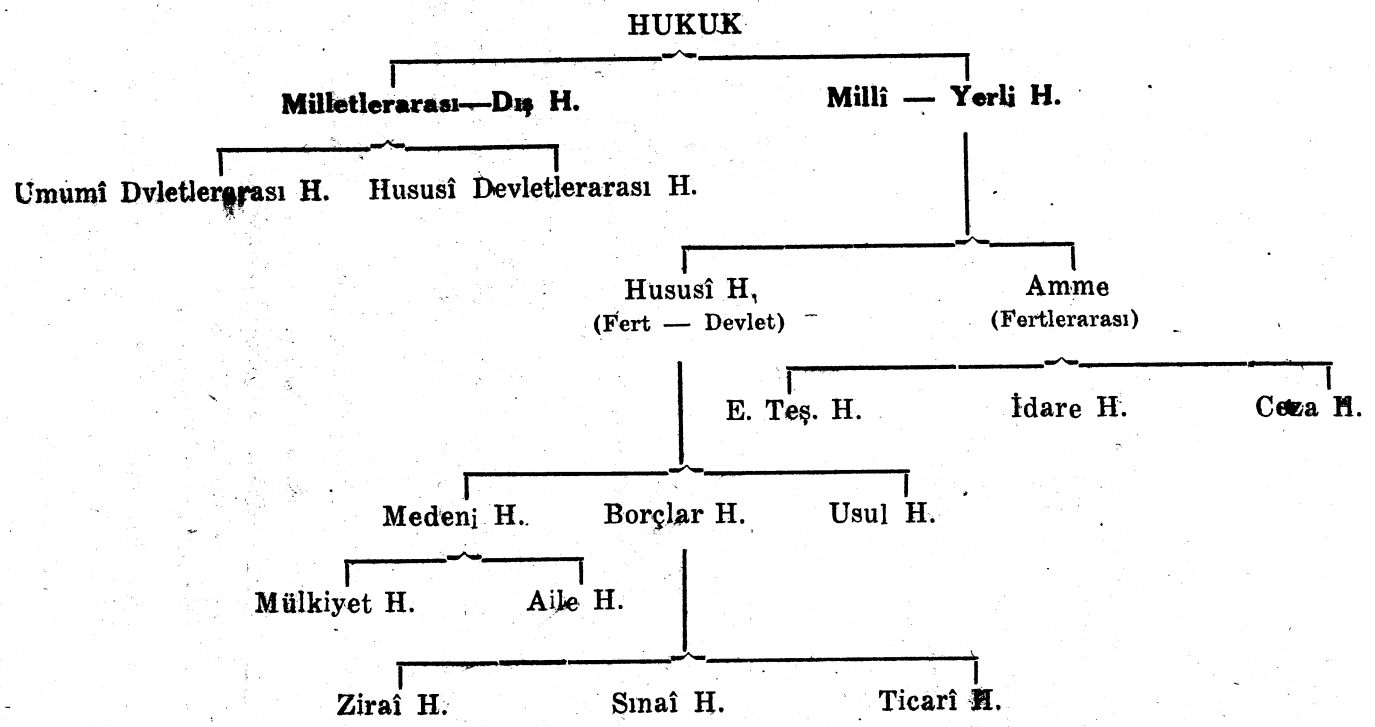 HUKUK
Milletlerarası—Dış H.
Millî — Yerli H.
Umumî Dvletlerarası H.
Hususî Devletlerarası H.
Hususî H,
(Fert — Devlet)
Amme
(Fertlerarası)
E. Teş. H.
İdare H.
Ceza H.
Medeni H.
Borçlar H.
Usul H.
Mülkiyet H.
Aile H.
Ziraî H.
Sınaî H.
Ticarî H.